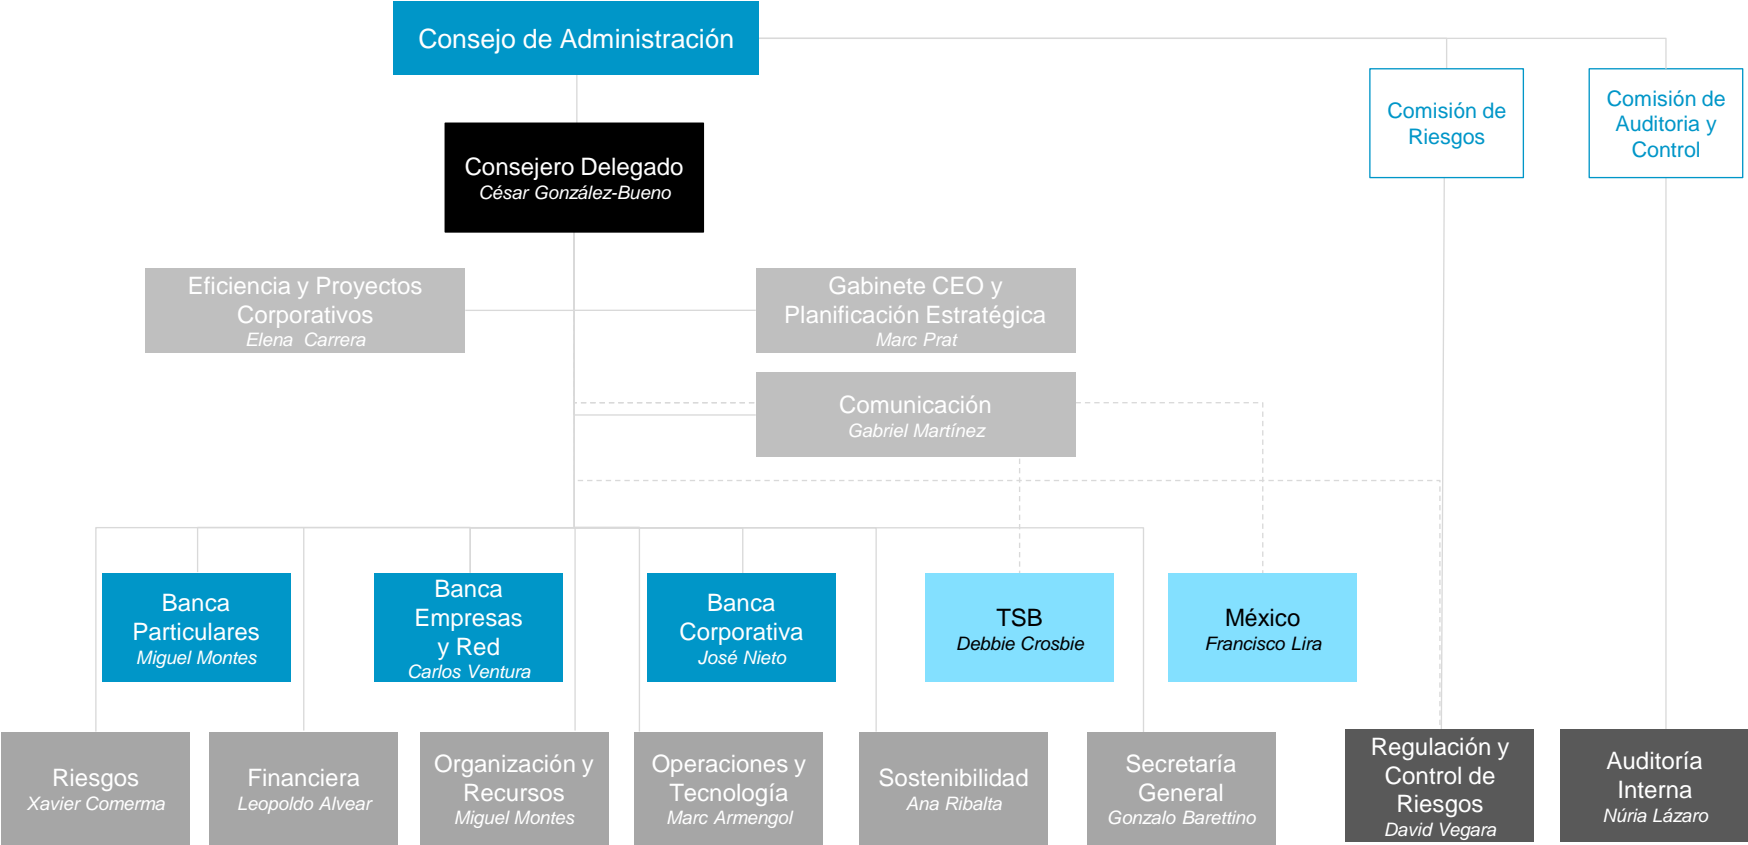 Consejo de Administración
Comisión de
Riesgos
Comisión de
Auditoria y
Control
Consejero Delegado
César González-Bueno
Eficiencia y Proyectos
Corporativos
Elena Carrera
Gabinete CEO y
Planificación Estratégica
Marc Prat
Comunicación
Gabriel Martínez
Banca
Particulares
Miguel Montes
Banca
Empresas
y Red
Carlos Ventura
Banca
Corporativa
José Nieto
TSB
Debbie Crosbie
México
Francisco Lira
Riesgos
Xavier Comerma
Financiera
Leopoldo Alvear
Organización y
Recursos
Miguel Montes
Operaciones y
Tecnología
Marc Armengol
Sostenibilidad
Ana Ribalta
Secretaría
General
Gonzalo Barettino
Regulación y
Control de
Riesgos
David Vegara
Auditoría
Interna
Núria Lázaro